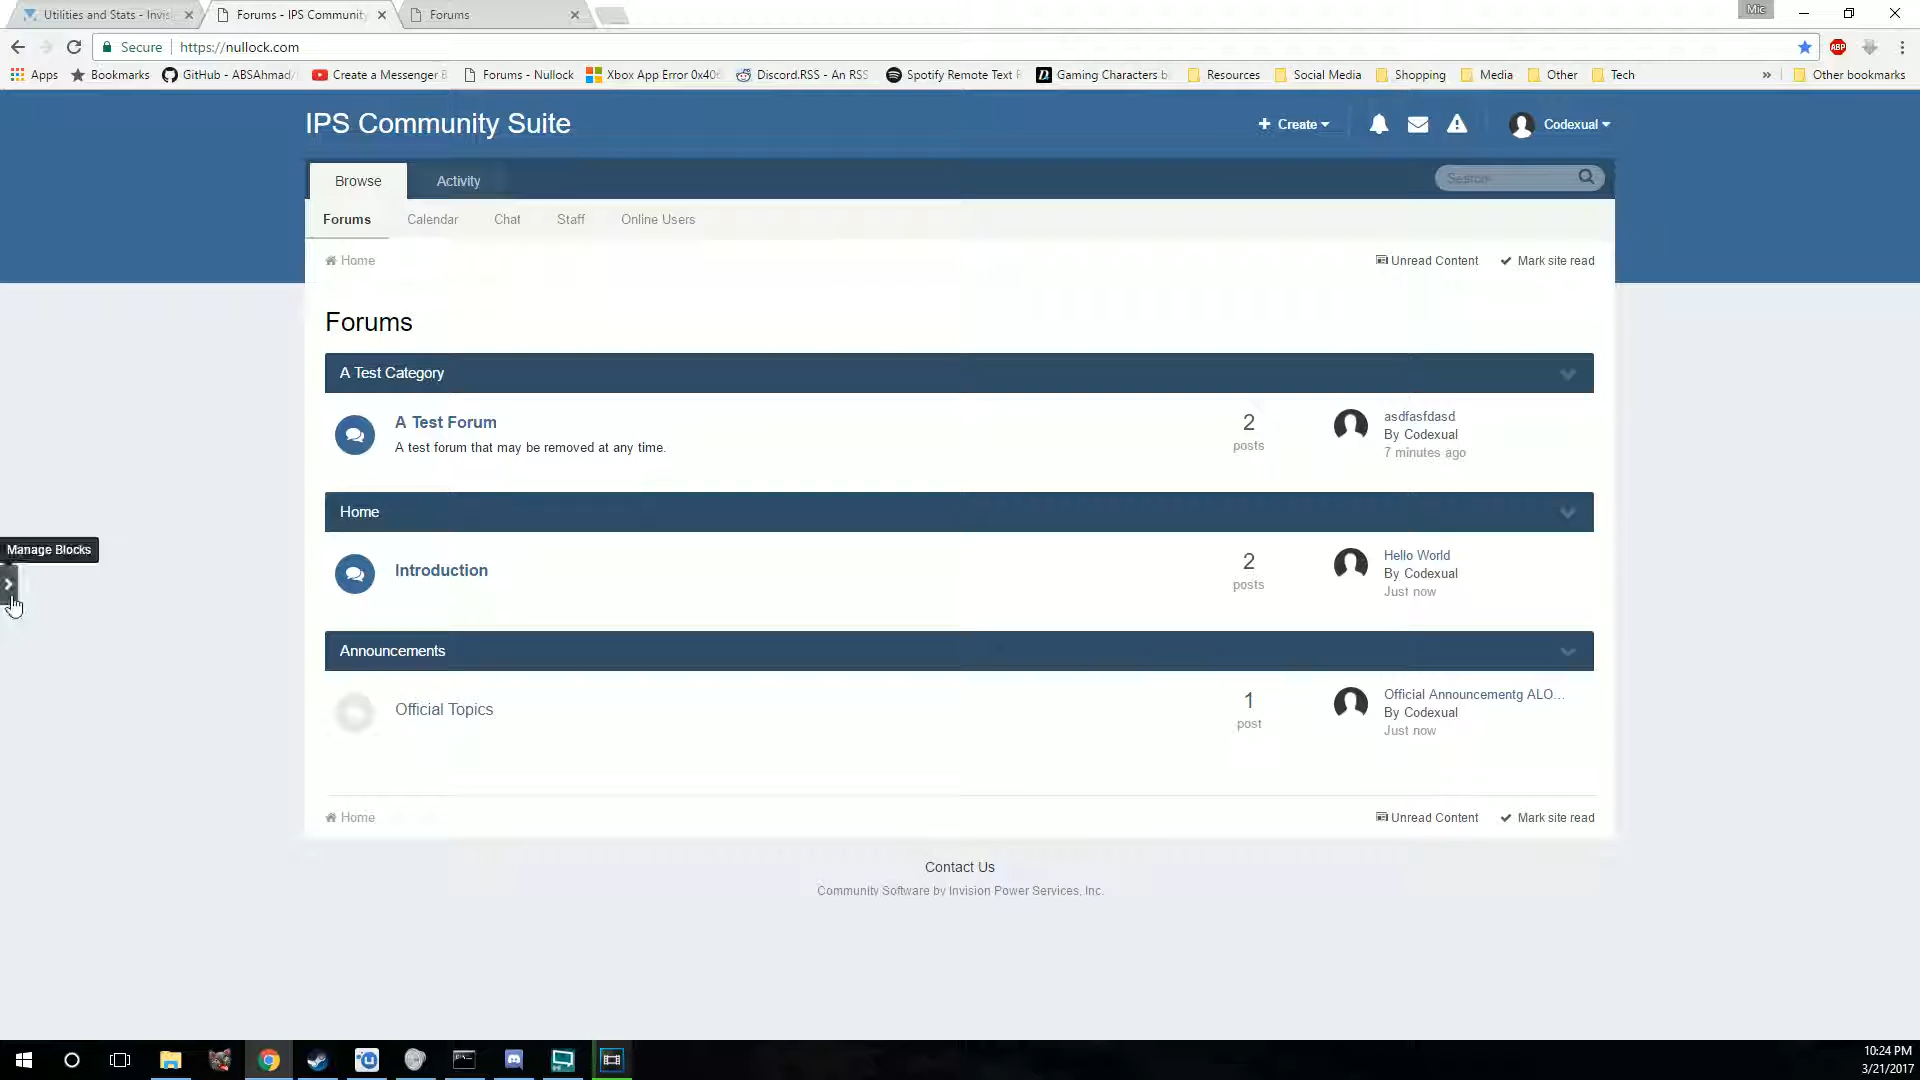 Utilities and Stats - Invis
Forums - IPS Community
Forums
Mic
Secure https://nullock.com
ABP
Apps Bookmarks GitHub - ABSAhmad/ Create a Messenger B Forums - Nullock Xbox App Error 0x406 Discord.RSS - An RSS Spotify Remote Text F Gaming Characters b Resources Social Media Shopping Media Other Tech » Other bookmarks
IPS Community Suite
Create
Codexual
Browse Activity
Search
Forums Calendar Chat Staff Online Users
Home
Unread Content Mark site read
Forums
A Test Category
A Test Forum
A test forum that may be removed at any time.
2
posts
asdfasfdasd
By Codexual
7 minutes ago
Home
Manage Blocks
Introduction
2
posts
Hello World
By Codexual
Just now
Announcements
Official Topics
1
post
Official Announcementg ALO...
By Codexual
Just now
Home
Unread Content Mark site read
Contact Us
Community Software by Invision Power Services, Inc.
10:24 PM
3/21/2017